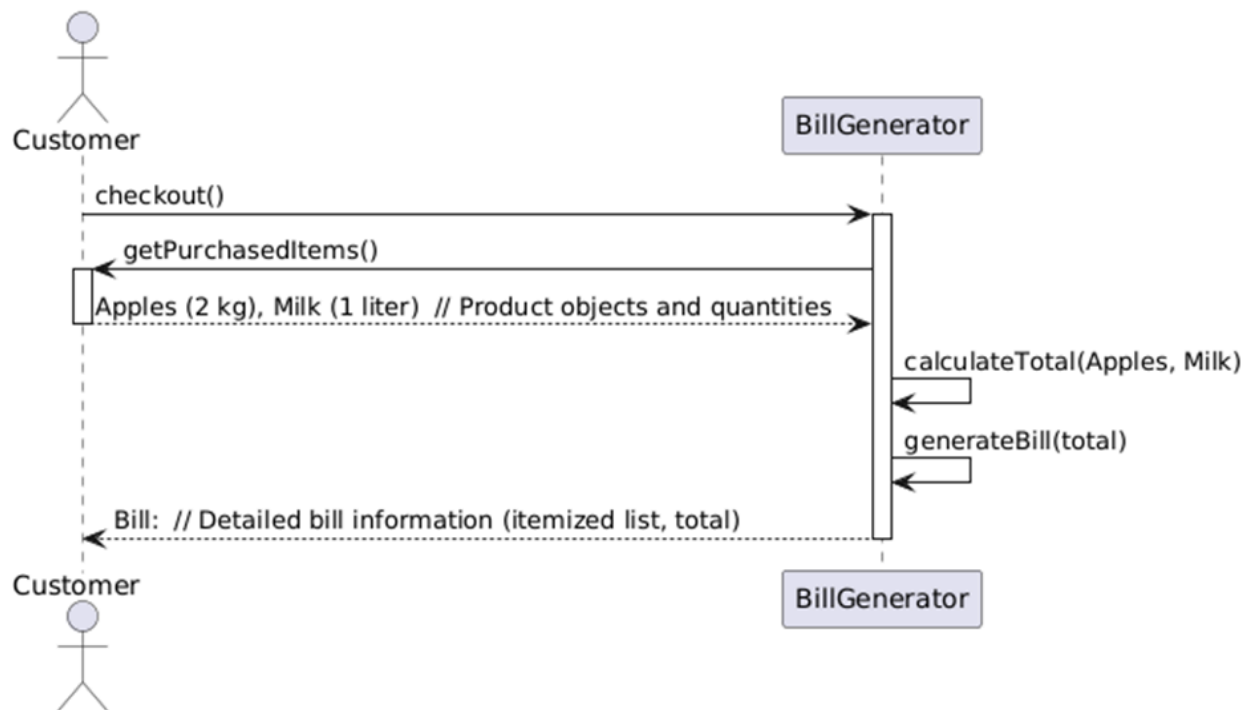 Customer
BillGenerator
checkout()
getPurchasedItems()
Apples (2 kg), Milk (1 liter)  // Product objects and quantities
calculateTotal(Apples, Milk)
generateBill(total)
Bill:  // Detailed bill information (itemized list, total)
Customer
BillGenerator